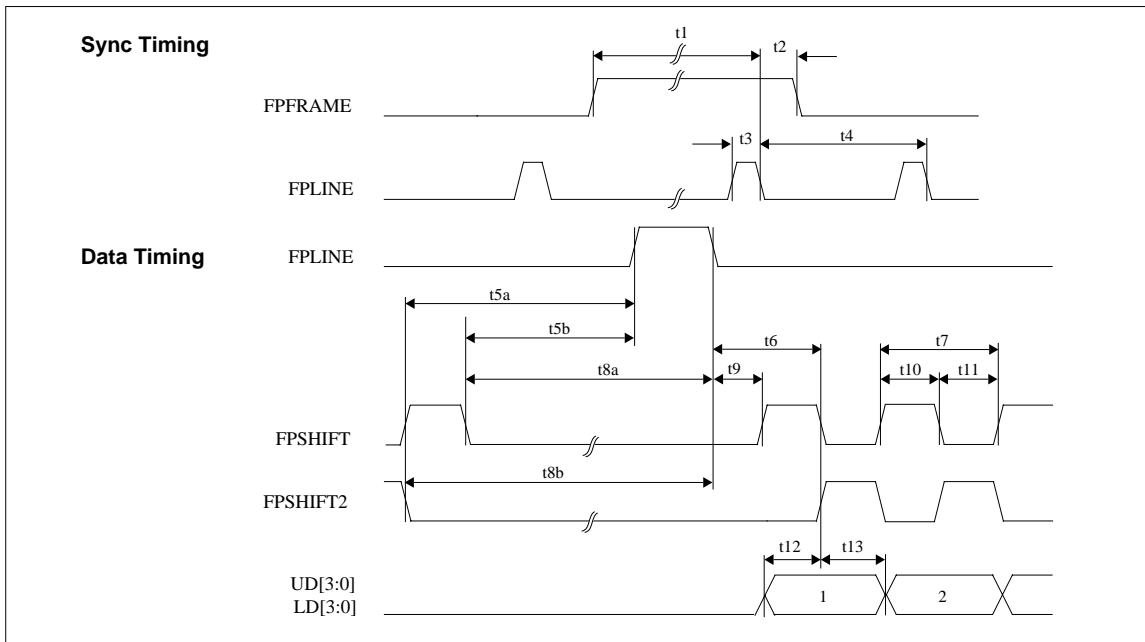 Sync Timing
t1
t2
FPFRAME
t3
t4
FPLINE
Data Timing
FPLINE
t5a
t5b
t6
t7
t8a
t9
t10
t11
FPSHIFT
t8b
FPSHIFT2
t12
t13
UD[3:0]
LD[3:0]
1
2